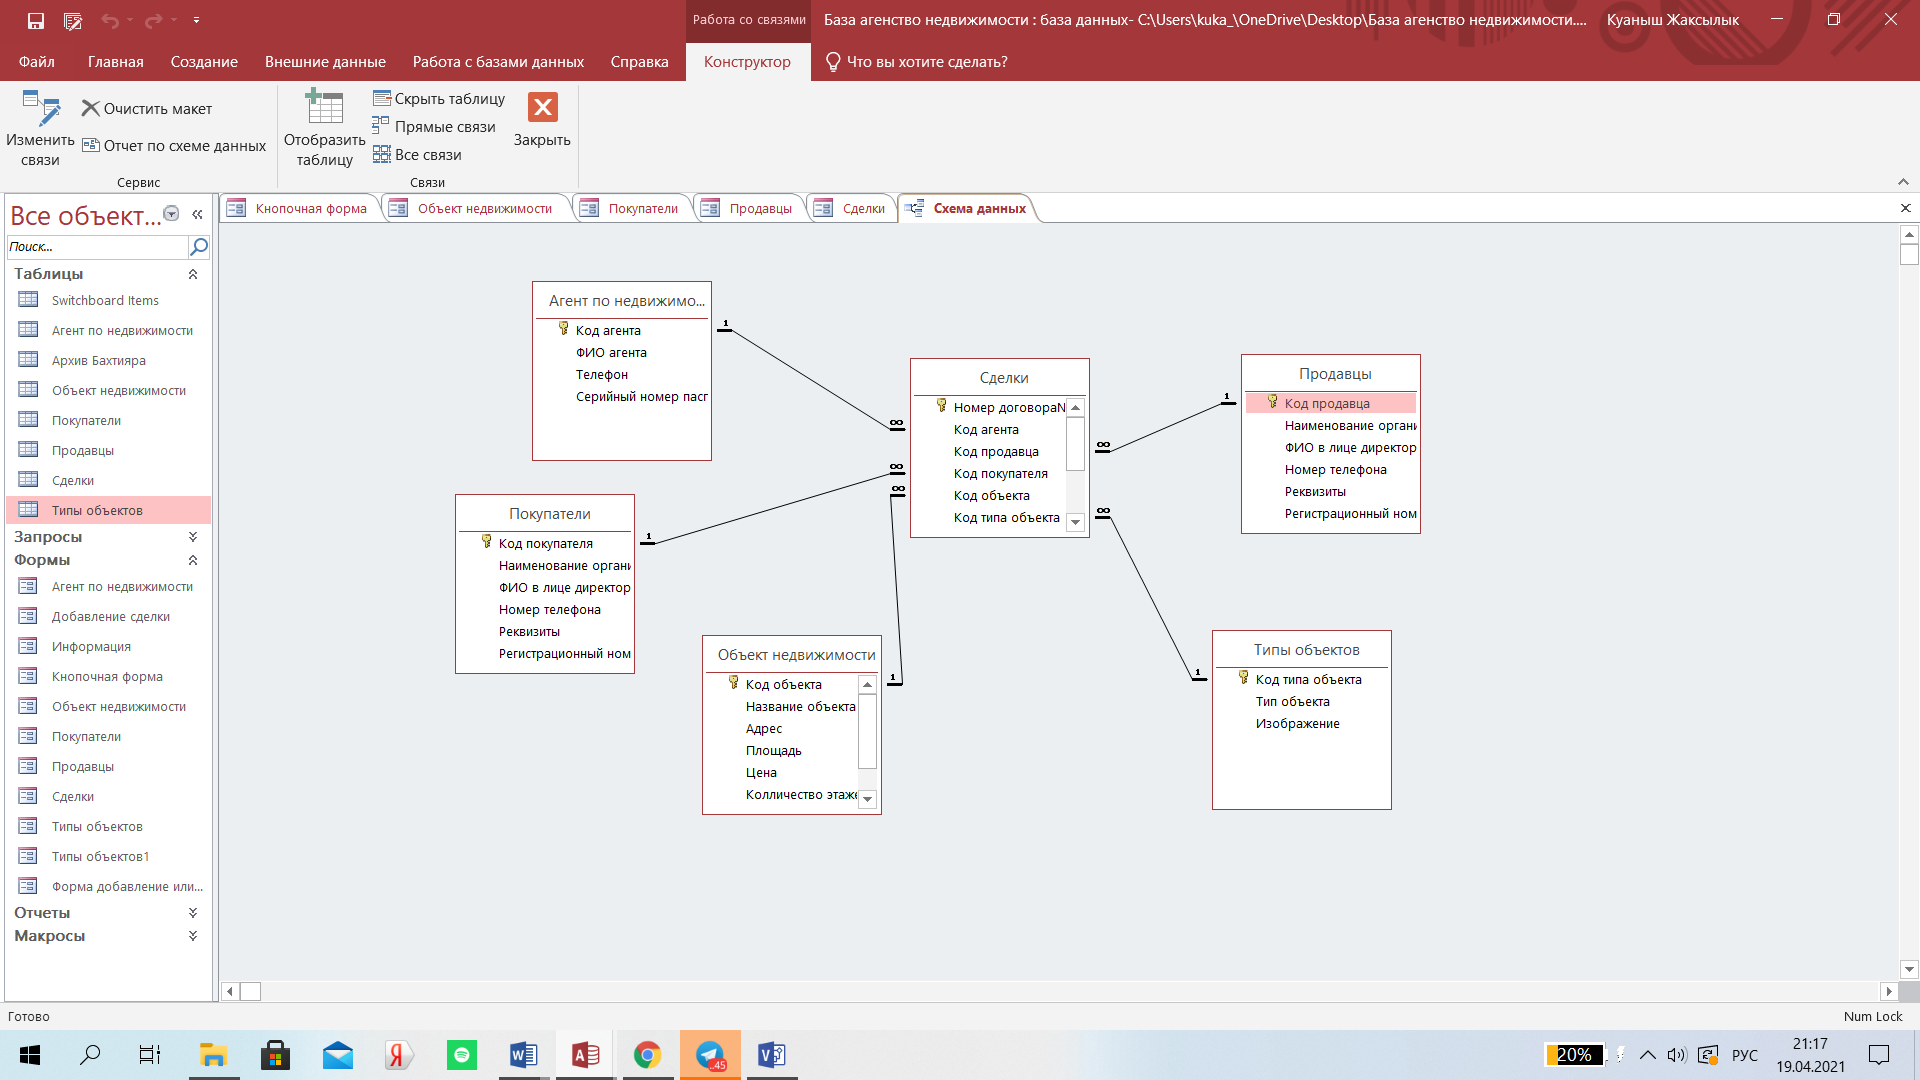 Работа со связями
База агенство недвижимости : база данных- C:\Users\kuka_\OneDrive\Desktop\База агенство недвижимости....
Куаныш Жаксылык
Файл
Главная
Создание
Внешние данные
Работа с базами данных
Справка
Конструктор
Что вы хотите сделать?
Изменить
связи
Очистить макет
Отчет по схеме данных
Сервис
Отобразить
таблицу
Скрыть таблицу
Прямые связи
Все связи
Связи
Закрыть
Все объект...
Поиск...
Таблицы
Switchboard Items
Агент по недвижимости
Архив Бахтияра
Объект недвижимости
Покупатели
Продавцы
Сделки
Типы объектов
Запросы
Формы
Агент по недвижимости
Добавление сделки
Информация
Кнопочная форма
Объект недвижимости
Покупатели
Продавцы
Сделки
Типы объектов
Типы объектов1
Форма добавление или...
Отчеты
Макросы
Кнопочная форма
Объект недвижимости
Покупатели
Продавцы
Сделки
Схема данных
Агент по недвижимо...
Код агента
ФИО агента
Телефон
Серийный номер пасп
1
∞
Сделки
Номер договораN
Код агента
Код продавца
Код покупателя
Код объекта
Код типа объекта
∞
1
Продавцы
Код продавца
Наименование органи
ФИО в лице директор
Номер телефона
Реквизиты
Регистрационный ном
∞
∞
∞
Покупатели
Код покупателя
Наименование органи
ФИО в лице директор
Номер телефона
Реквизиты
Регистрационный ном
1
Объект недвижимости
Код объекта
Название объекта
Адрес
Площадь
Цена
Колличество этаже
1
1
Типы объектов
Код типа объекта
Тип объекта
Изображение
Готово
Num Lock
..45
20%
РУС
21:17
19.04.2021